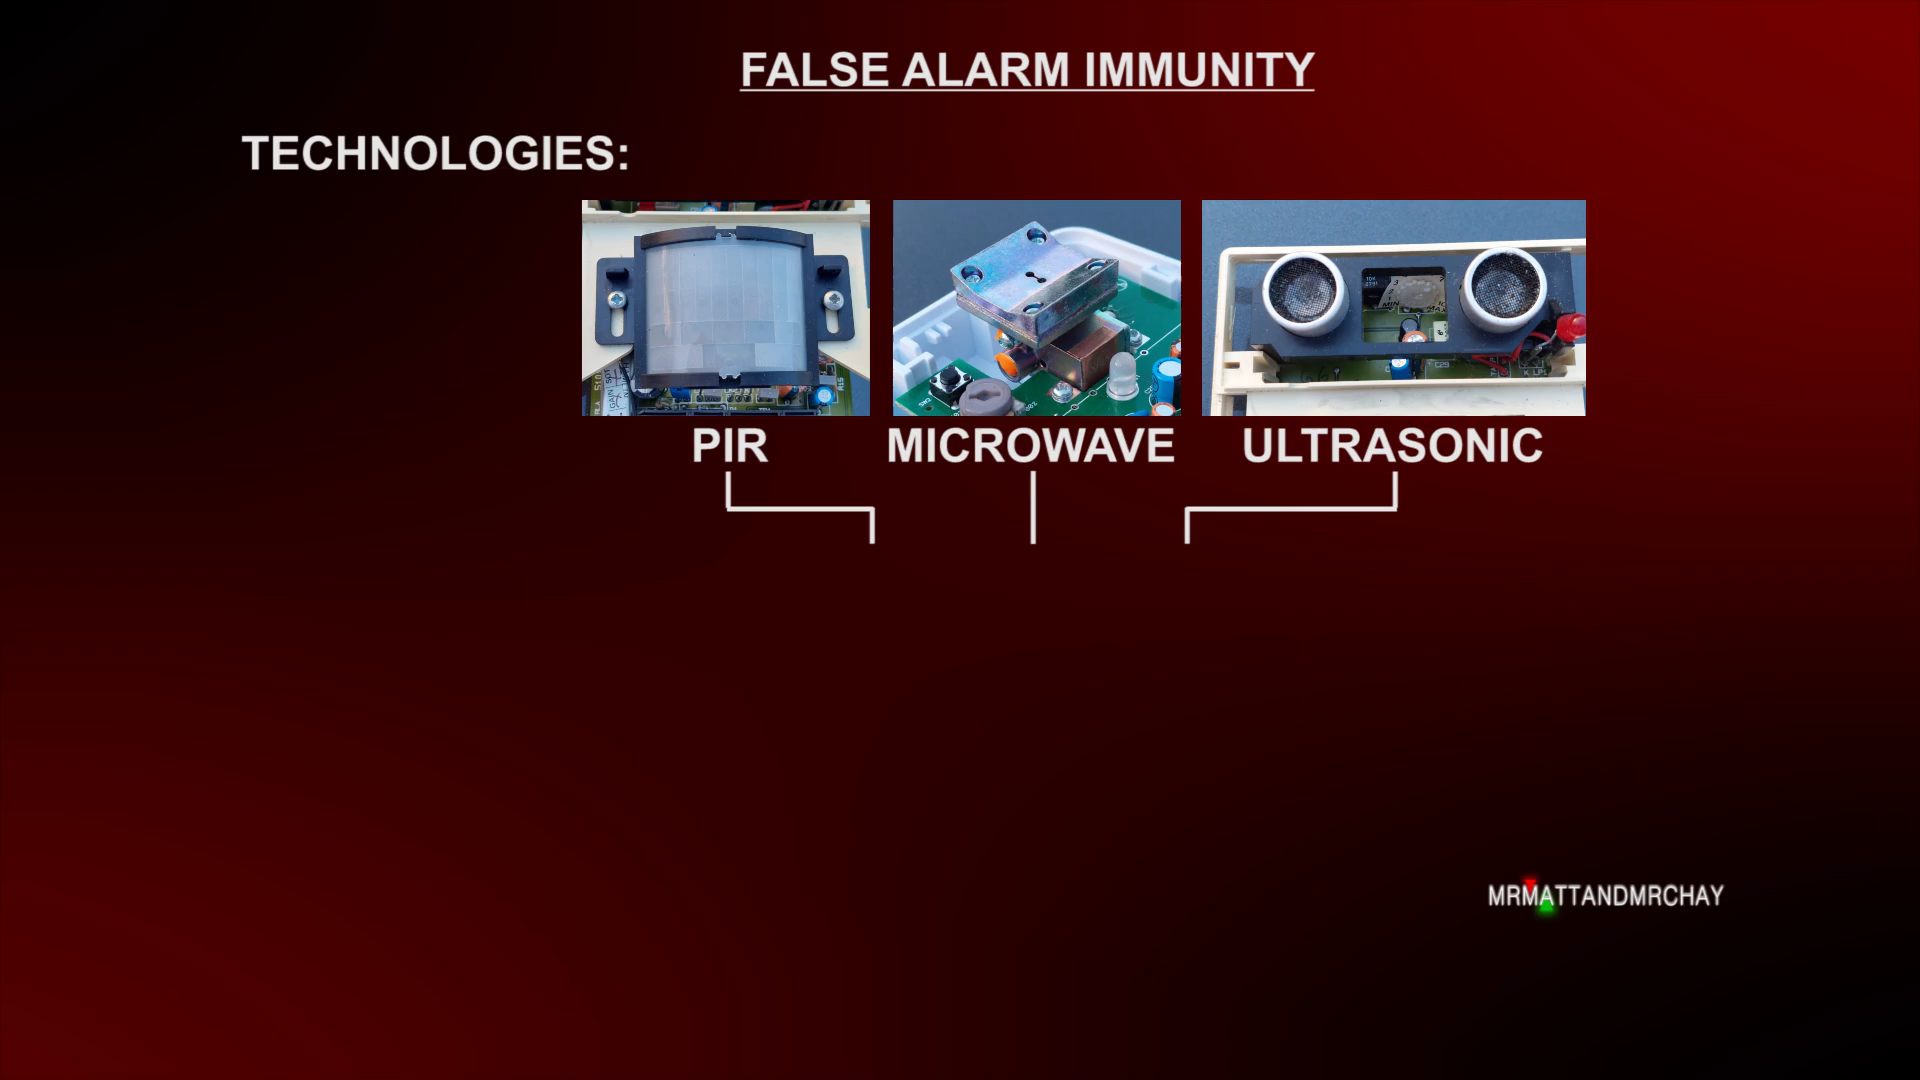 FALSE ALARM IMMUNITY
TECHNOLOGIES:
PIR
MICROWAVE
ULTRASONIC
MRMATTANDMRCHAY